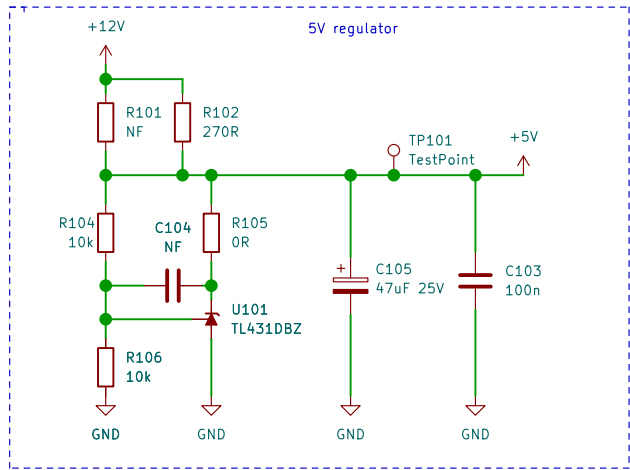 5V regulator
+12V
R101
NF
R102
270R
TP101
TestPoint
+5V
R104
10k
C104
NF
R105
0R
C105
47uF 25V
C103
100n
U101
TL431DBZ
R106
10k
GND
GND
GND
GND
+